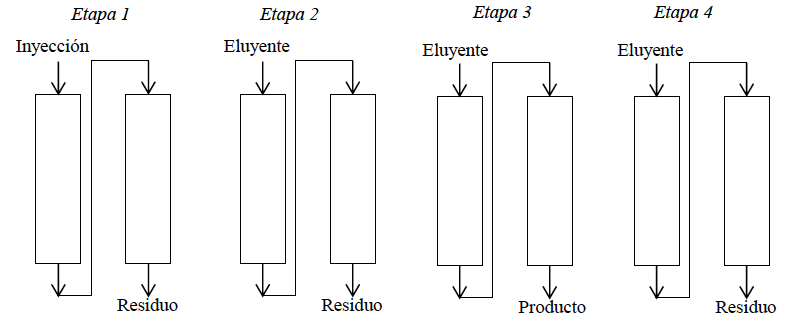 Etapa 1
Etapa 2
Etapa 3
Etapa 4
Inyección
Eluyente
Eluyente
Eluyente
Residuo
Residuo
Producto
Residuo